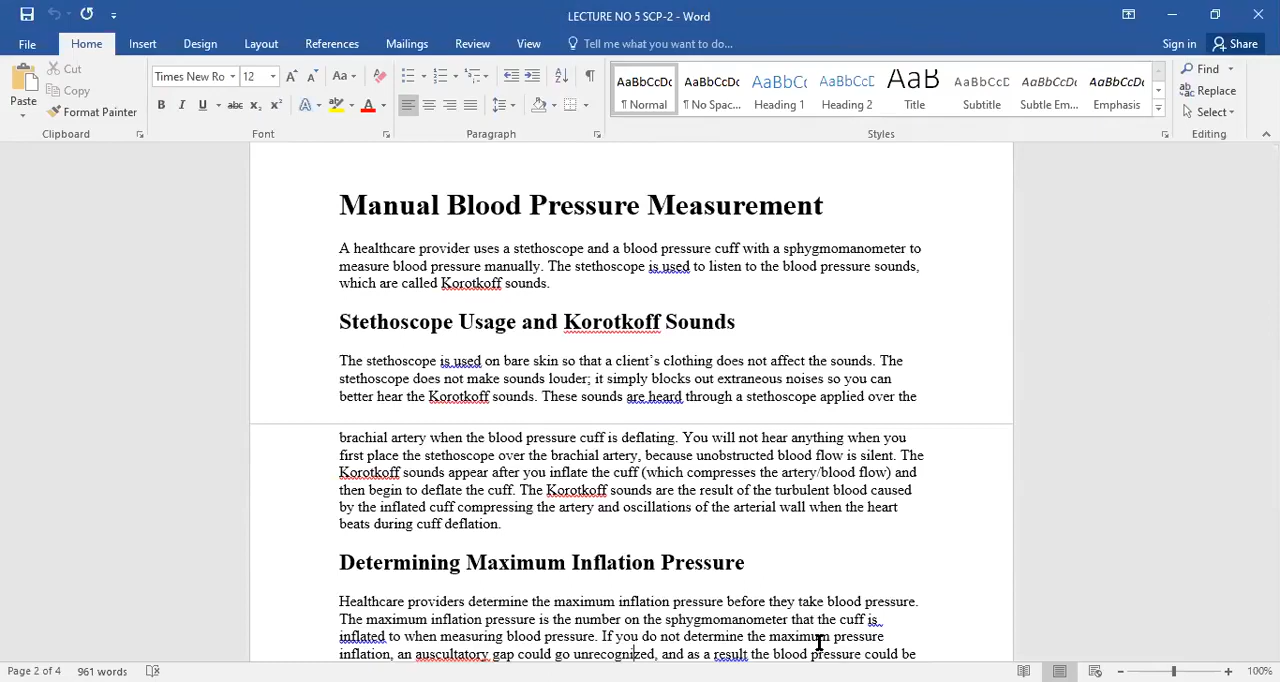 LECTURE NO 5 SCP-2 - Word
File Home Insert Design Layout References Mailings Review View Tell me what you want to do... Sign in Share
Paste
Cut
Copy
Format Painter
Clipboard
Times New Ro 12
Font
Paragraph
AaBbCcDc AaBbCcDc AaBbCc AaBbCcD AaB AaBbCcD AaBbCcDc AaBbCcDc
¶ Normal ¶ No Spac... Heading 1 Heading 2 Title Subtitle Subtle Em... Emphasis
Styles
Find
Replace
Select
Editing
Manual Blood Pressure Measurement
A healthcare provider uses a stethoscope and a blood pressure cuff with a sphygmomanometer to
measure blood pressure manually. The stethoscope is used to listen to the blood pressure sounds,
which are called Korotkoff sounds.
Stethoscope Usage and Korotkoff Sounds
The stethoscope is used on bare skin so that a client’s clothing does not affect the sounds. The
stethoscope does not make sounds louder; it simply blocks out extraneous noises so you can
better hear the Korotkoff sounds. These sounds are heard through a stethoscope applied over the
brachial artery when the blood pressure cuff is deflating. You will not hear anything when you
first place the stethoscope over the brachial artery, because unobstructed blood flow is silent. The
Korotkoff sounds appear after you inflate the cuff (which compresses the artery/blood flow) and
then begin to deflate the cuff. The Korotkoff sounds are the result of the turbulent blood caused
by the inflated cuff compressing the artery and oscillations of the arterial wall when the heart
beats during cuff deflation.
Determining Maximum Inflation Pressure
Healthcare providers determine the maximum inflation pressure before they take blood pressure.
The maximum inflation pressure is the number on the sphygmomanometer that the cuff is
inflated to when measuring blood pressure. If you do not determine the maximum pressure
inflation, an auscultatory gap could go unrecognized, and as a result the blood pressure could be
Page 2 of 4 961 words 100%